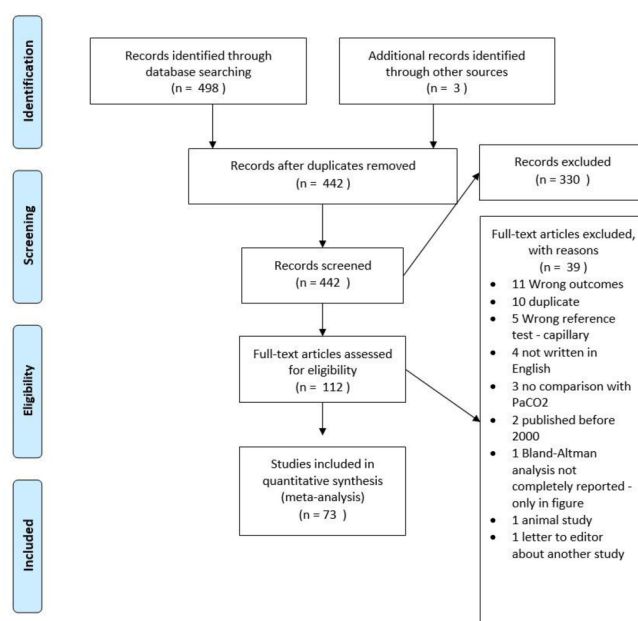 Identification
Records identified through
database searching
(n = 498 )
Additional records identified
through other sources
(n = 3 )
Records after duplicates removed
(n = 442 )
Records excluded
(n = 330 )
Screening
Records screened
(n = 442 )
Full-text articles excluded,
with reasons
(n = 39 )
• 11 Wrong outcomes
• 10 duplicate
• 5 Wrong reference
test - capillary
• 4 not written in
English
• 3 no comparison with
PaCO2
• 2 published before
2000
• 1 Bland-Altman
analysis not
completely reported -
only in figure
• 1 animal study
• 1 letter to editor
about another study
Eligibility
Full-text articles assessed
for eligibility
(n = 112 )
Studies included in
quantitative synthesis
(meta-analysis)
(n = 73 )
Included